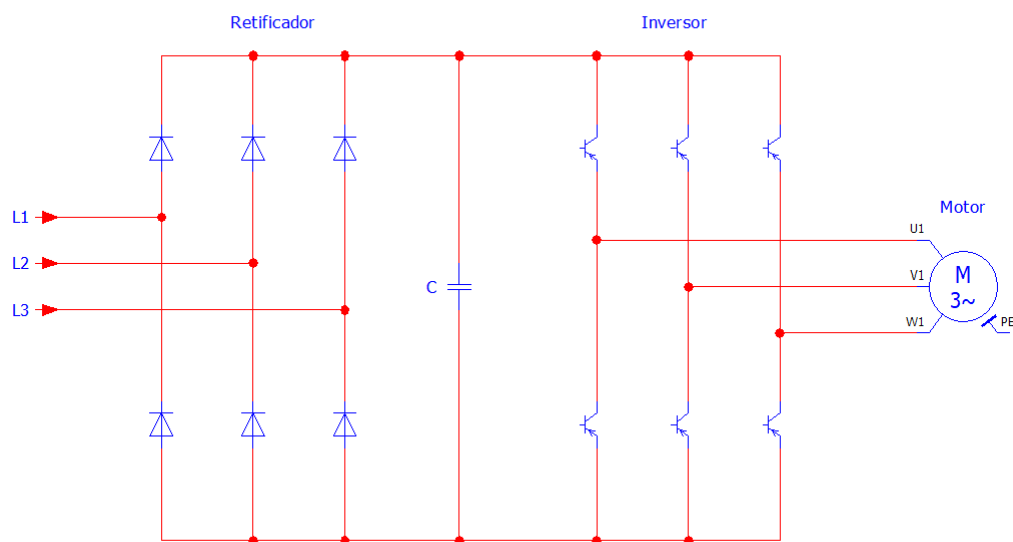 Retificador
Inversor
L1
L2
L3
C
Motor
U1
V1
W1
M
3~
PE